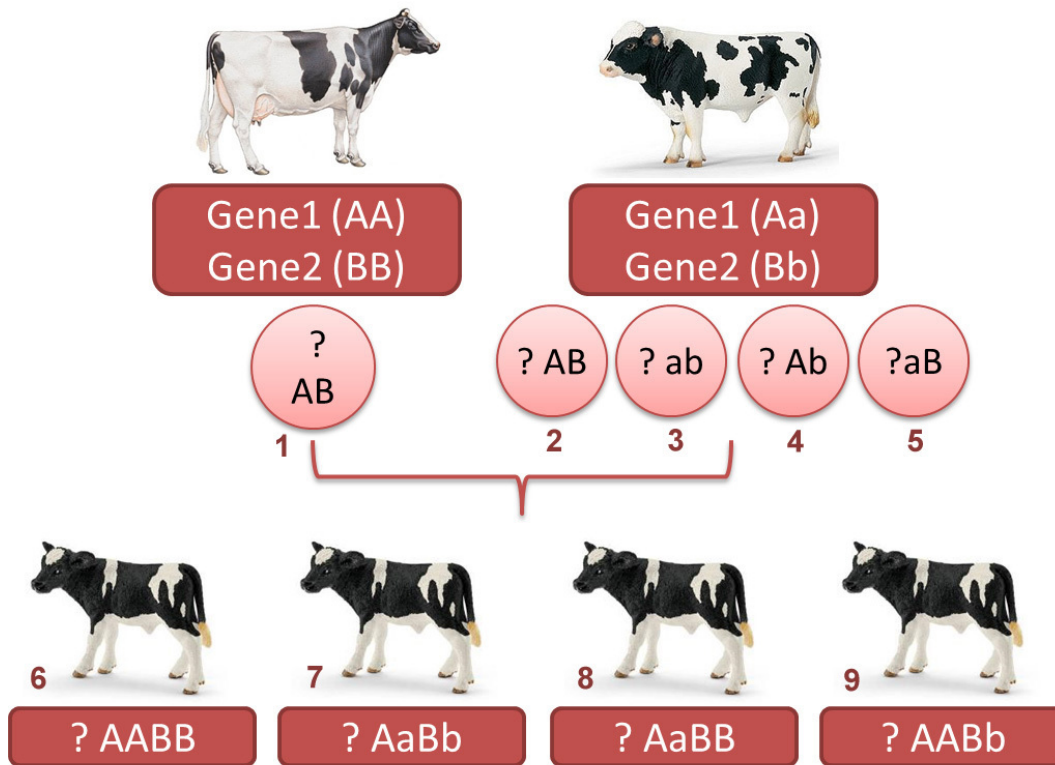 Gene1 (AA)
Gene2 (BB)
Gene1 (Aa)
Gene2 (Bb)
?
AB
? AB
? ab
? Ab
?aB
1
2
3
4
5
6
7
8
9
? AABB
? AaBb
? AaBB
? AABb